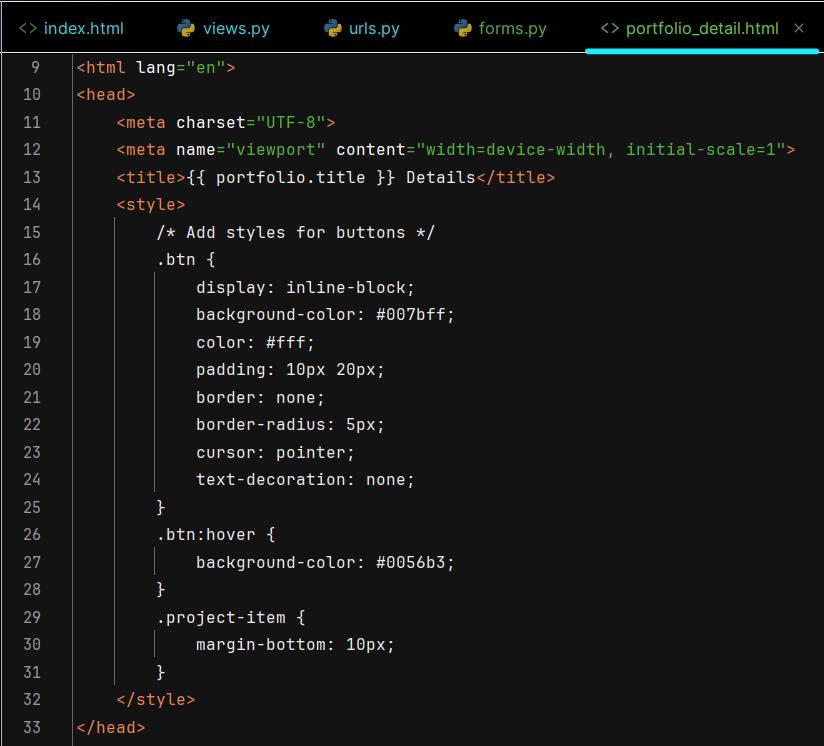 index.html views.py urls.py forms.py portfolio_detail.html
9 <html lang="en">
10 <head>
11 <meta charset="UTF-8">
12 <meta name="viewport" content="width=device-width, initial-scale=1">
13 <title>{{ portfolio.title }} Details</title>
14 <style>
15 /* Add styles for buttons */
16 .btn {
17 display: inline-block;
18 background-color: #007bff;
19 color: #fff;
20 padding: 10px 20px;
21 border: none;
22 border-radius: 5px;
23 cursor: pointer;
24 text-decoration: none;
25 }
26 .btn:hover {
27 background-color: #0056b3;
28 }
29 .project-item {
30 margin-bottom: 10px;
31 }
32 </style>
33 </head>